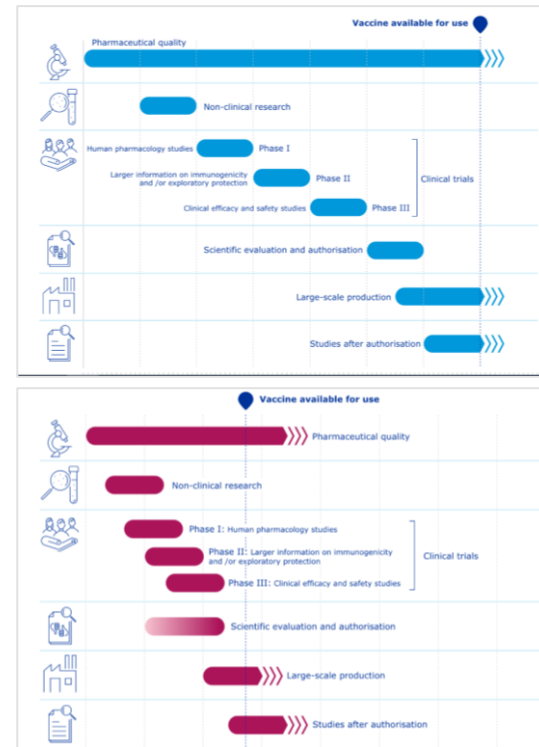 Vaccine available for use
Pharmaceutical quality
Non-clinical research
Human pharmacology studies
Phase I
Larger information on immunogenicity
and /or exploratory protection
Phase II
Clinical trials
Clinical efficacy and safety studies
Phase III
Scientific evaluation and authorisation
Large-scale production
Studies after authorisation
Vaccine available for use
Pharmaceutical quality
Non-clinical research
Phase I: Human pharmacology studies
Phase II: Larger information on immunogenicity
and /or exploratory protection
Clinical trials
Phase III: Clinical efficacy and safety studies
Scientific evaluation and authorisation
Large-scale production
Studies after authorisation